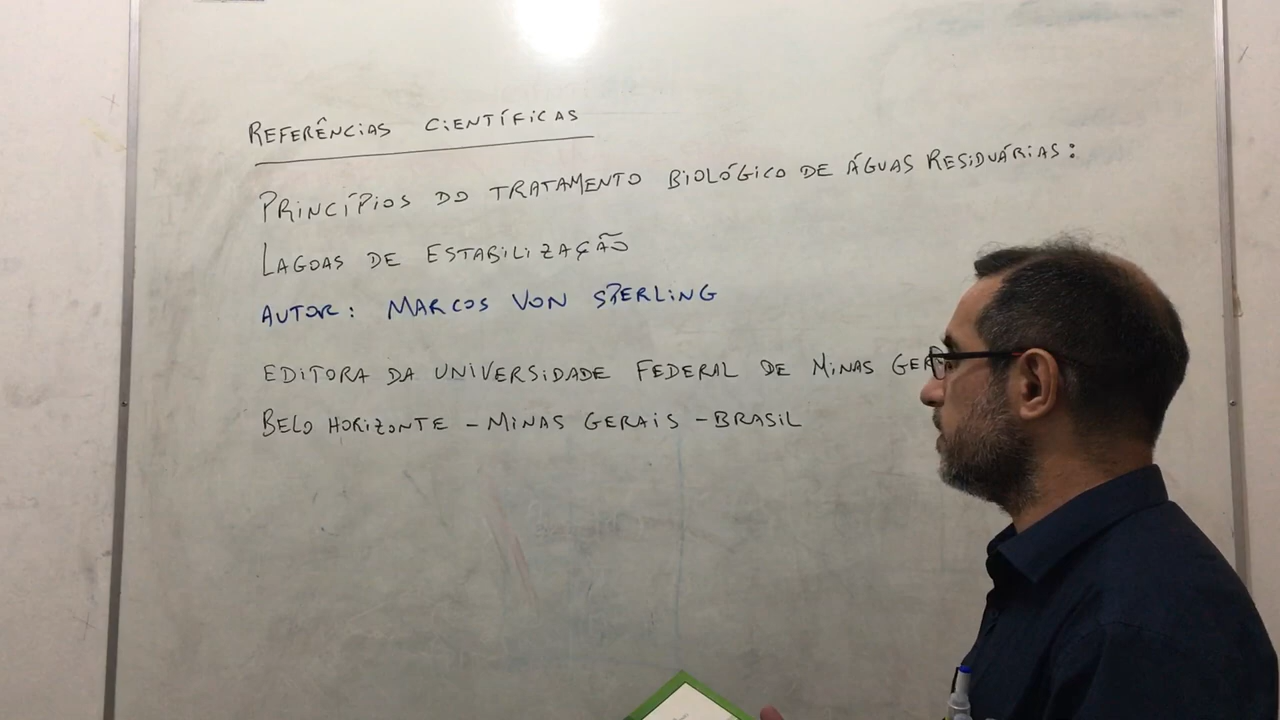 REFERÊNCIAS CIENTÍFICAS
PRINCÍPIOS DO TRATAMENTO BIOLÓGICO DE ÁGUAS RESIDUÁRIAS:
LAGOAS DE ESTABILIZAÇÃO
AUTOR: MARCOS VON SPERLING
EDITORA DA UNIVERSIDADE FEDERAL DE MINAS GER
BELO HORIZONTE - MINAS GERAIS - BRASIL